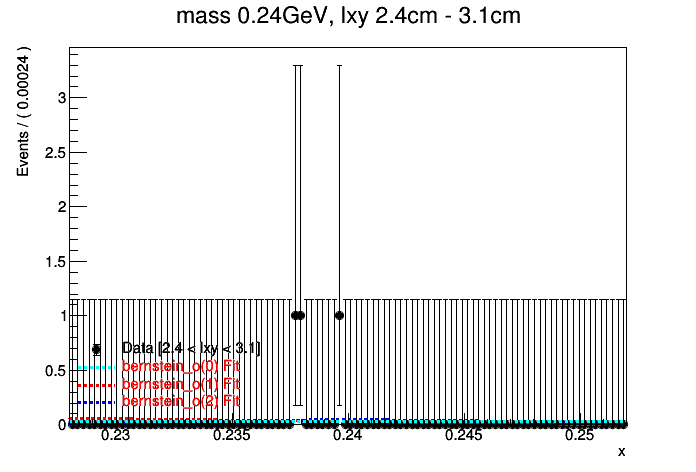 mass 0.24GeV, lxy 2.4cm - 3.1cm
Events / ( 0.00024 )
3
2.5
2
1.5
1
0.5
0
Data [2.4 < lxy < 3.1]
bernstein_o(0) Fit
bernstein_o(1) Fit
bernstein_o(2) Fit
0.23 0.235 0.24 0.245 0.25
x